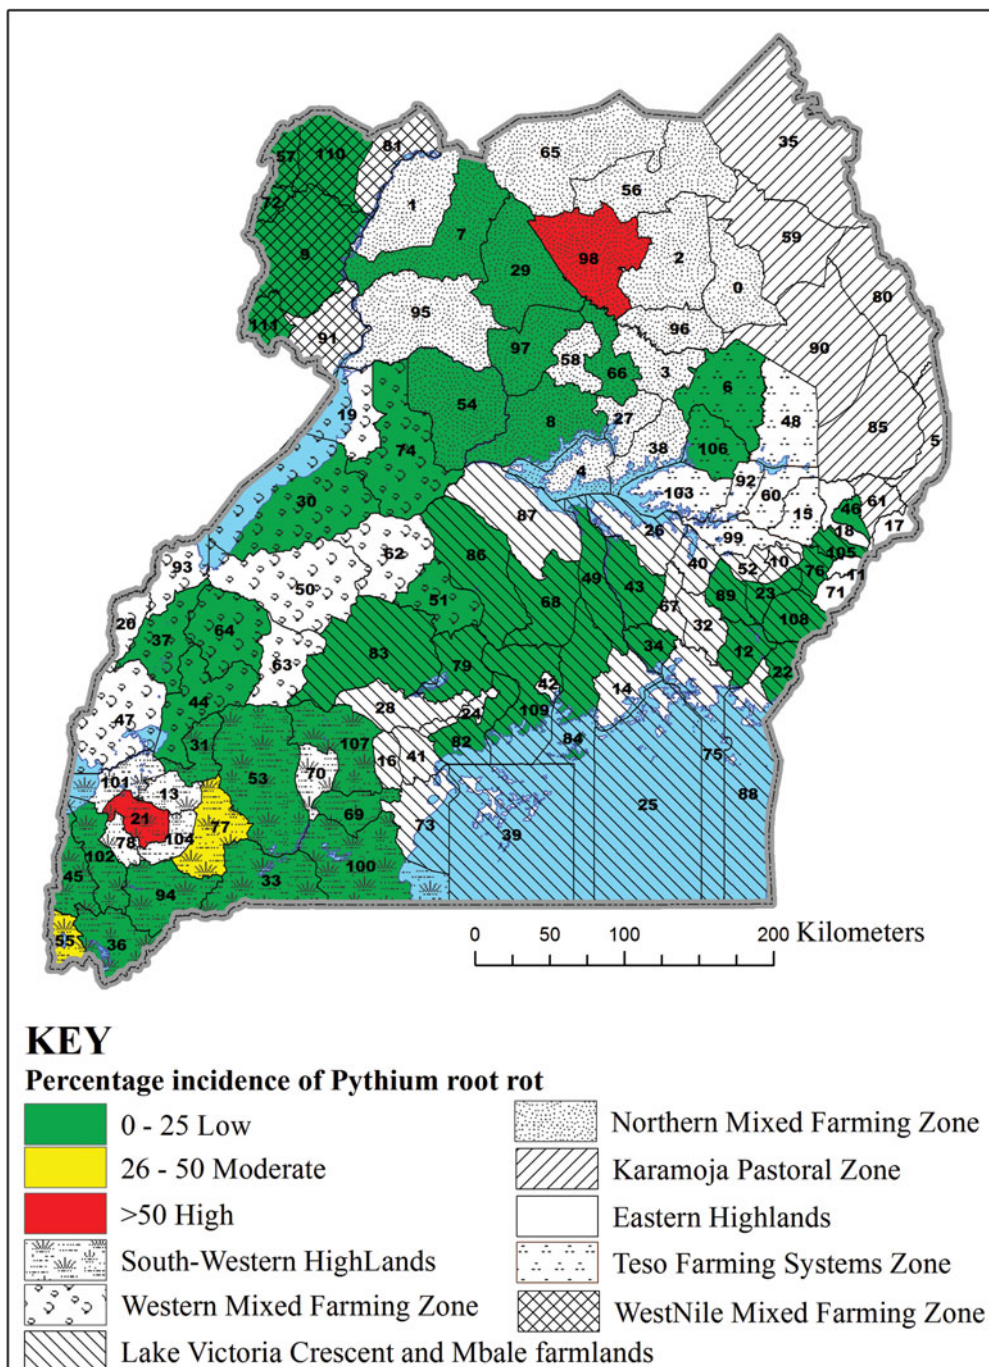 57 110 81
72 1
9 7
111 91 95
65 35
56
98 2 59
29 0
96 80
97 58 66 3 90
6 48
54 8 27 85 5
19 74 38 106
4
30 103 92 60 15 46 61
87 26 99 18 17
93 62 86 40 52 10 105
50 49 43 76 11
26 51 68 67 89 23 71
37 64 32 108
83 34 12
63 79 22
44 42 14
47 28 24 109
31 107 82 84 75
53 70 16 41
101 13 25 88
21 77 69 73 39
78 104
102 100
45 94 33
55 36
0 50 100 200 Kilometers
KEY
Percentage incidence of Pythium root rot
0 - 25 Low
26 - 50 Moderate
>50 High
South-Western HighLands
Western Mixed Farming Zone
Lake Victoria Crescent and Mbale farmlands
Northern Mixed Farming Zone
Karamoja Pastoral Zone
Eastern Highlands
Teso Farming Systems Zone
WestNile Mixed Farming Zone